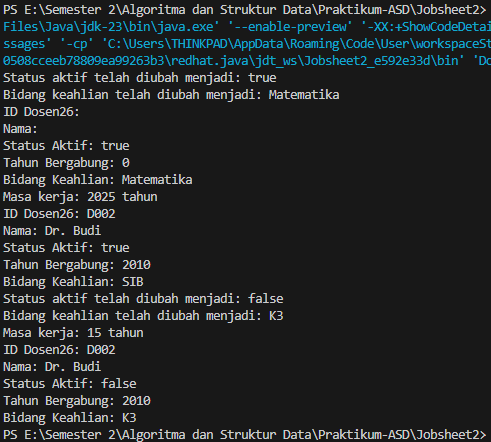 PS E:\Semester 2\Algoritma dan Struktur Data\Praktikum-ASD\Jobsheet2>
Files\Java\jdk-23\bin\java.exe' '--enable-preview' '-XX:+ShowCodeDetai
ssages' '-cp' 'C:\Users\THINKPAD\AppData\Roaming\Code\User\workspaceSt
0508cceeb78809ea99263b3\redhat.java\jdt_ws\Jobsheet2_e592e33d\bin' 'Do
Status aktif telah diubah menjadi: true
Bidang keahlian telah diubah menjadi: Matematika
ID Dosen26:
Nama:
Status Aktif: true
Tahun Bergabung: 0
Bidang Keahlian: Matematika
Masa kerja: 2025 tahun
ID Dosen26: D002
Nama: Dr. Budi
Status Aktif: true
Tahun Bergabung: 2010
Bidang Keahlian: SIB
Status aktif telah diubah menjadi: false
Bidang keahlian telah diubah menjadi: K3
Masa kerja: 15 tahun
ID Dosen26: D002
Nama: Dr. Budi
Status Aktif: false
Tahun Bergabung: 2010
Bidang Keahlian: K3
PS E:\Semester 2\Algoritma dan Struktur Data\Praktikum-ASD\Jobsheet2>